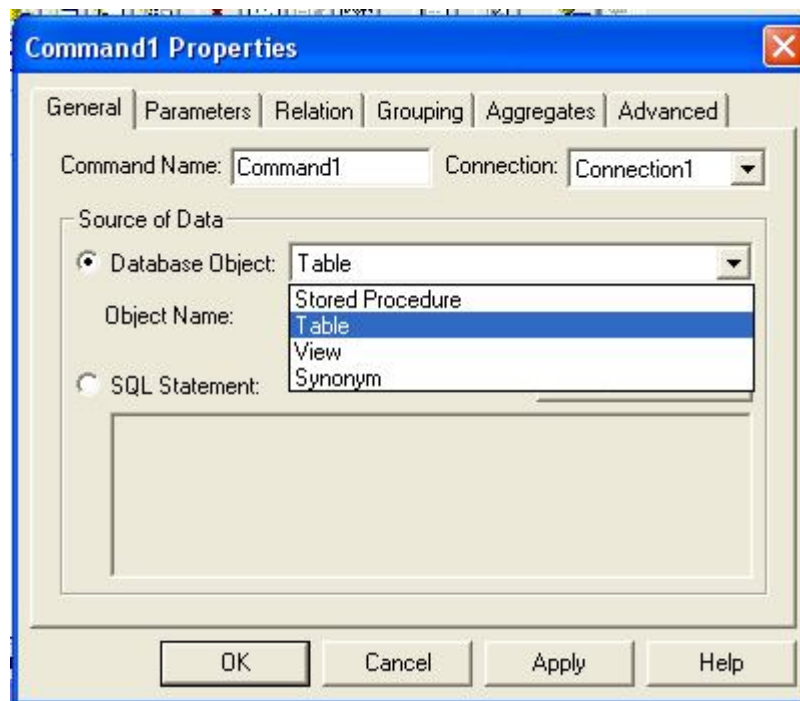 Command1 Properties
General Parameters Relation Grouping Aggregates Advanced
Command Name: Command1 Connection: Connection1
Source of Data
Database Object: Table
Stored Procedure
Object Name:
Table
View
SQL Statement:
Synonym
OK Cancel Apply Help